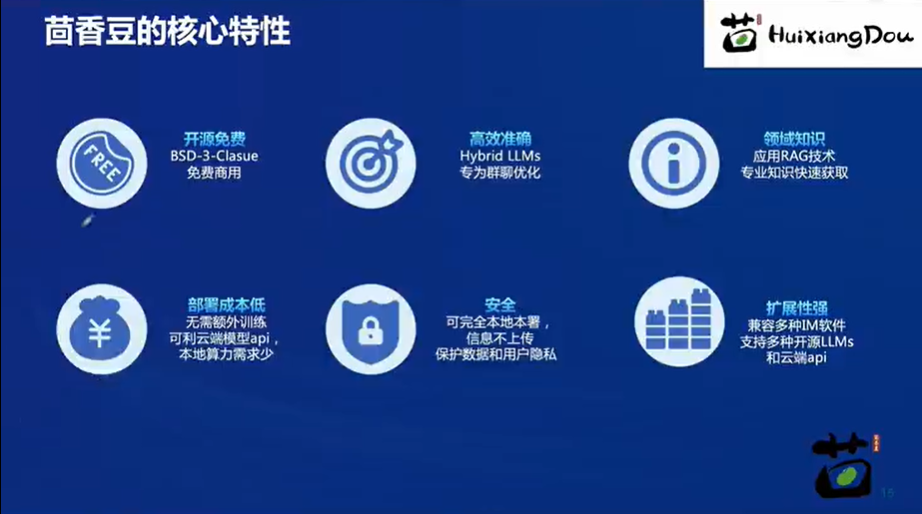 茴香豆的核心特性
茴 HuixiangDou
FREE
开源免费
BSD-3-Clasue
免费商用
高效准确
Hybrid LLMs
专为群聊优化
领域知识
应用RAG技术
专业知识快速获取
¥
部署成本低
无需额外训练
可利云端模型api，
本地算力需求少
安全
可完全本地本署，
信息不上传
保护数据和用户隐私
扩展性强
兼容多种IM软件
支持多种开源LLMs
和云端api
茴